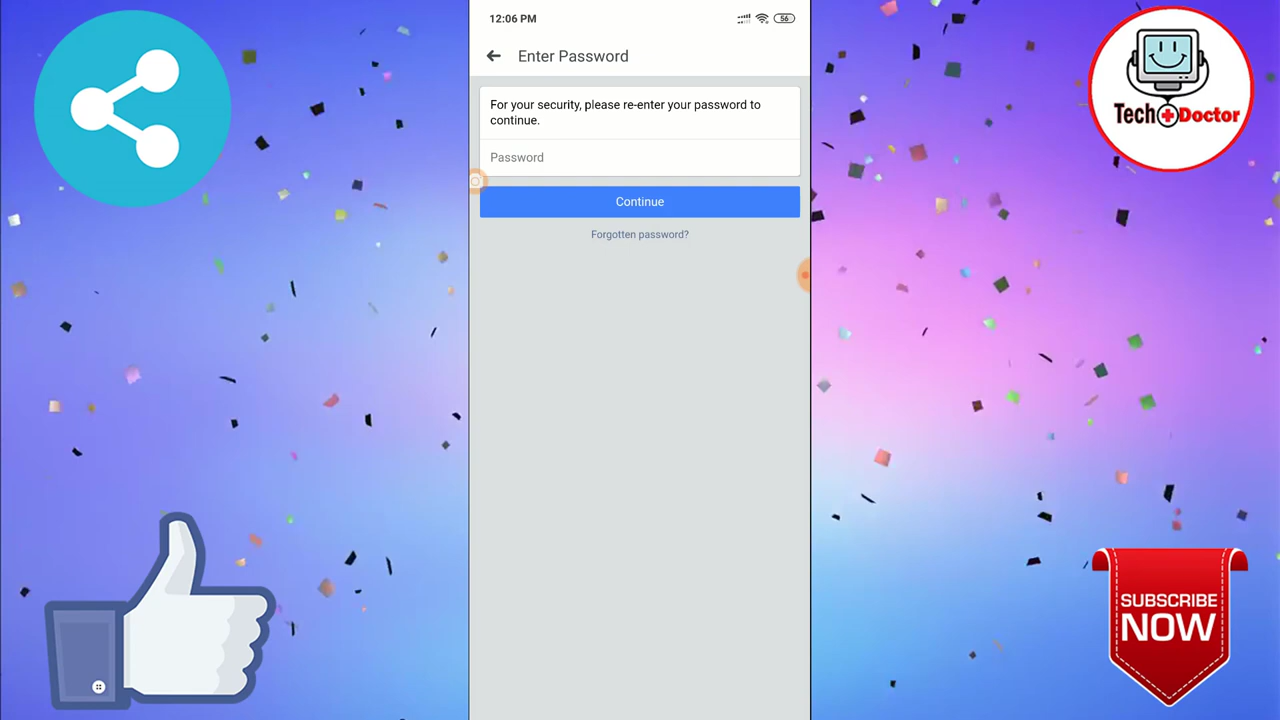 12:06 PM
56
Enter Password
For your security, please re-enter your password to
continue.
Password
Continue
Forgotten password?
Tech Doctor
SUBSCRIBE
NOW